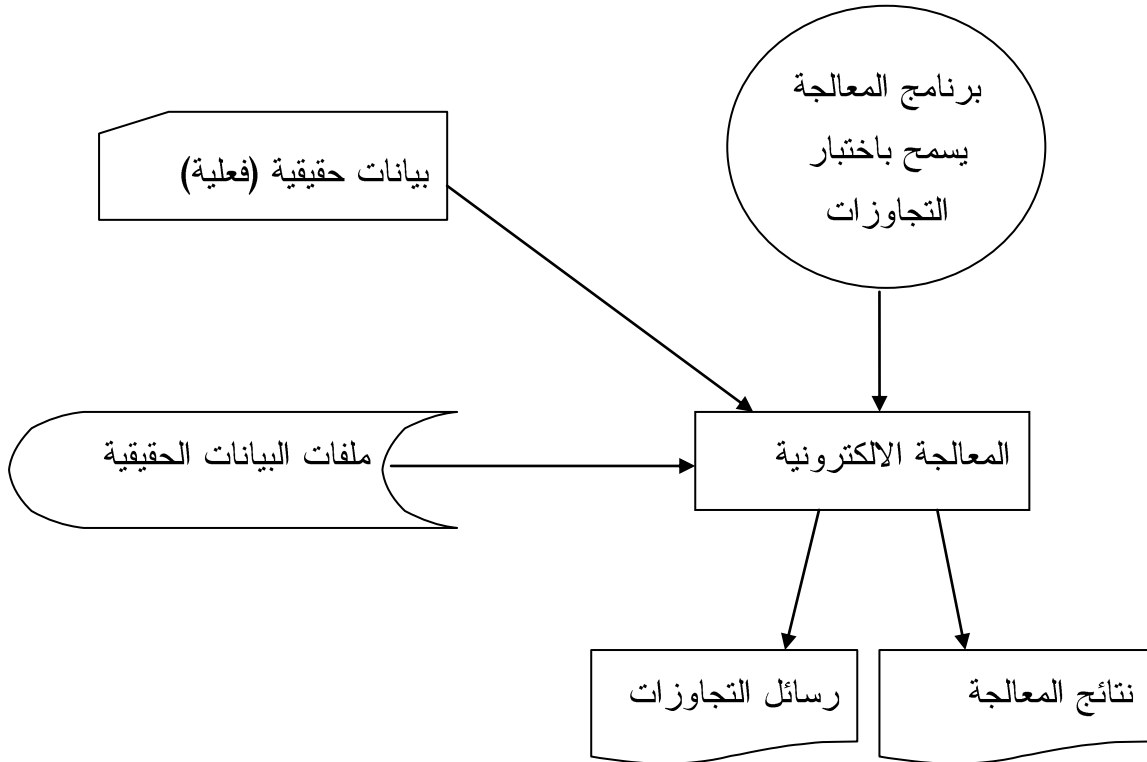 برنامج المعالجة
يسمح باختبار
التجاوزات
بيانات حقيقية (فعلية)
ملفات البيانات الحقيقية
المعالجة الالكترونية
نتائج المعالجة
رسائل التجاوزات